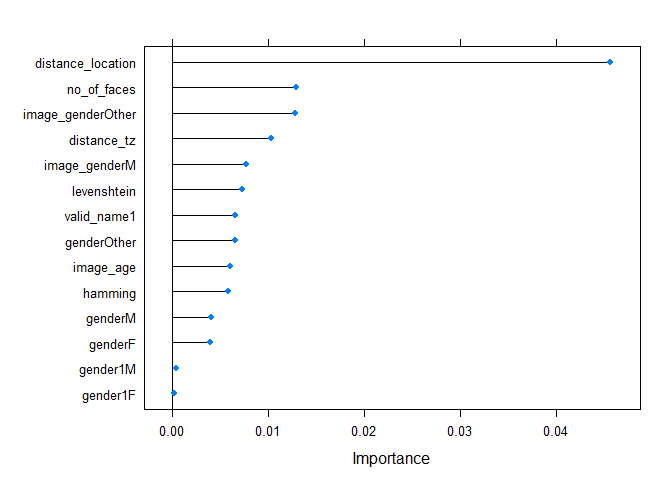 distance_location
no_of_faces
image_genderOther
distance_tz
image_genderM
levenshtein
valid_name1
genderOther
image_age
hamming
genderM
genderF
gender1M
gender1F
0.00 0.01 0.02 0.03 0.04
Importance